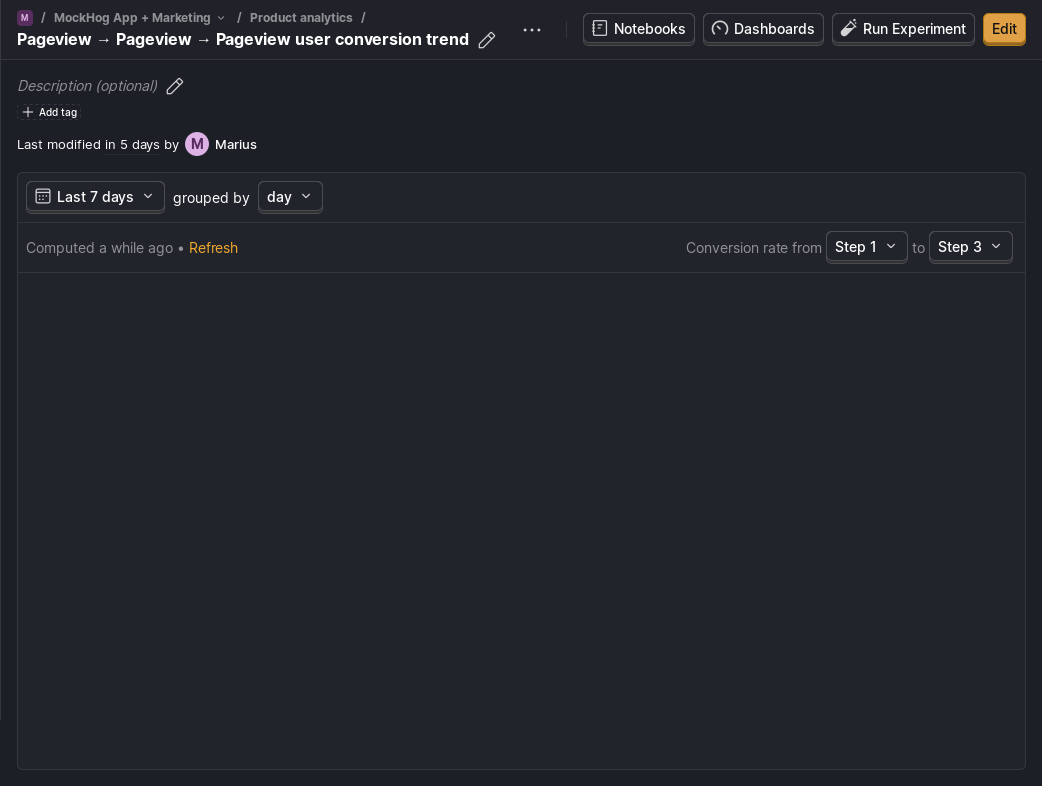 M / MockHog App + Marketing / Product analytics /
Pageview → Pageview → Pageview user conversion trend
Notebooks Dashboards Run Experiment Edit
Description (optional)
Add tag
Last modified in 5 days by M Marius
Last 7 days grouped by day
Computed a while ago • Refresh Conversion rate from Step 1 to Step 3